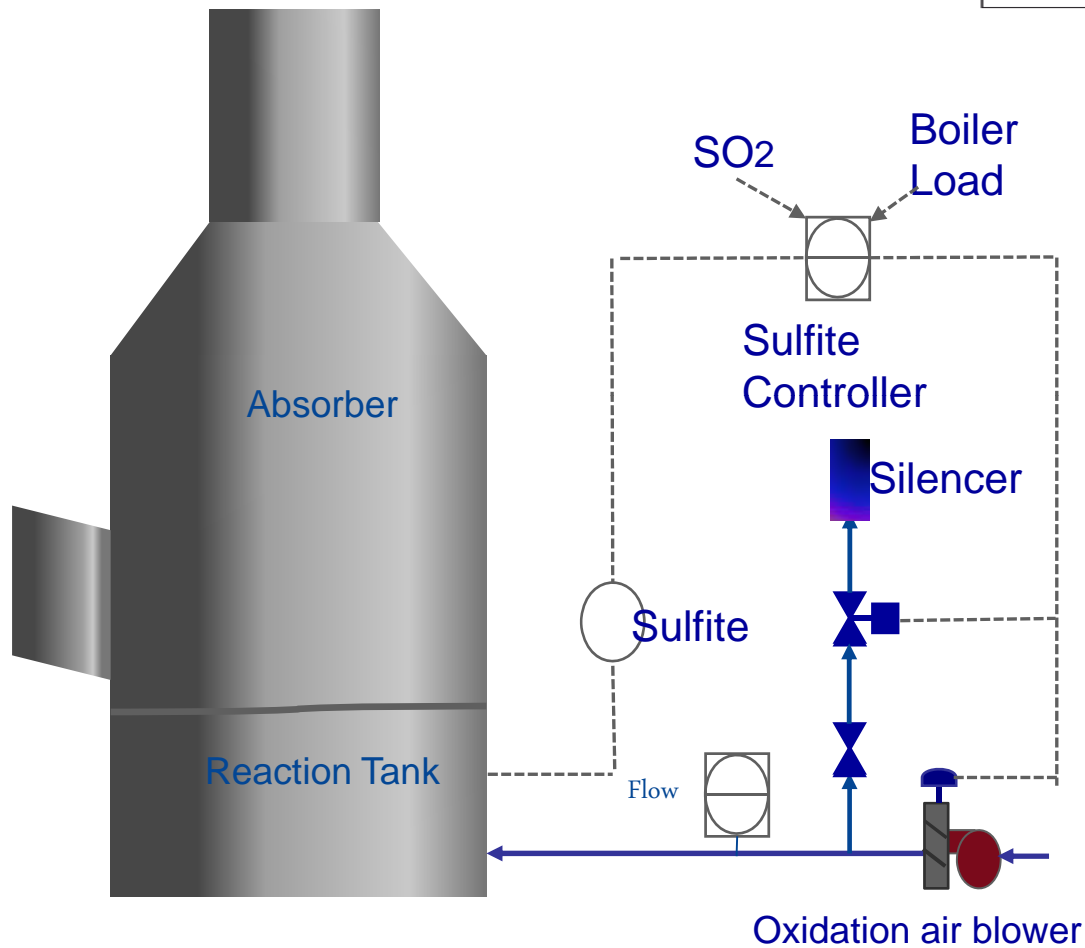 SO2
Boiler
Load
Sulfite
Controller
Absorber
Silencer
Sulfite
Reaction Tank
Flow
Oxidation air blower